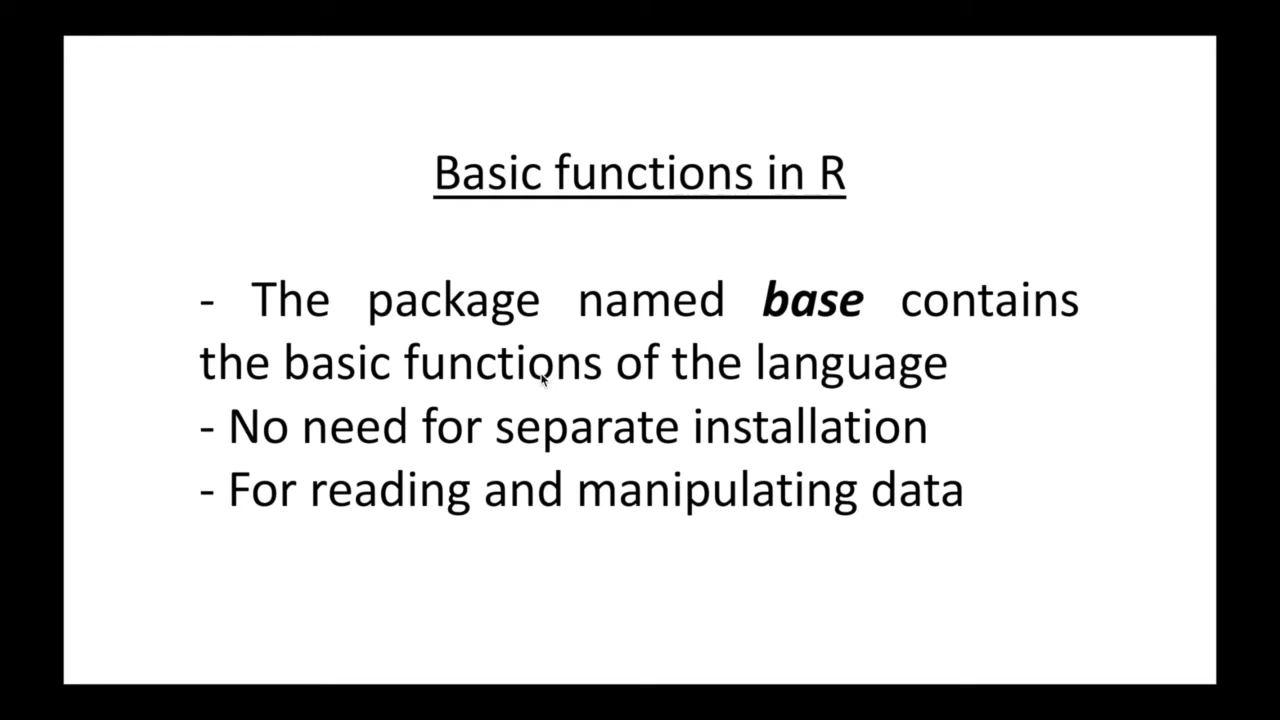 Basic functions in R
- The package named base contains
the basic functions of the language
- No need for separate installation
- For reading and manipulating data